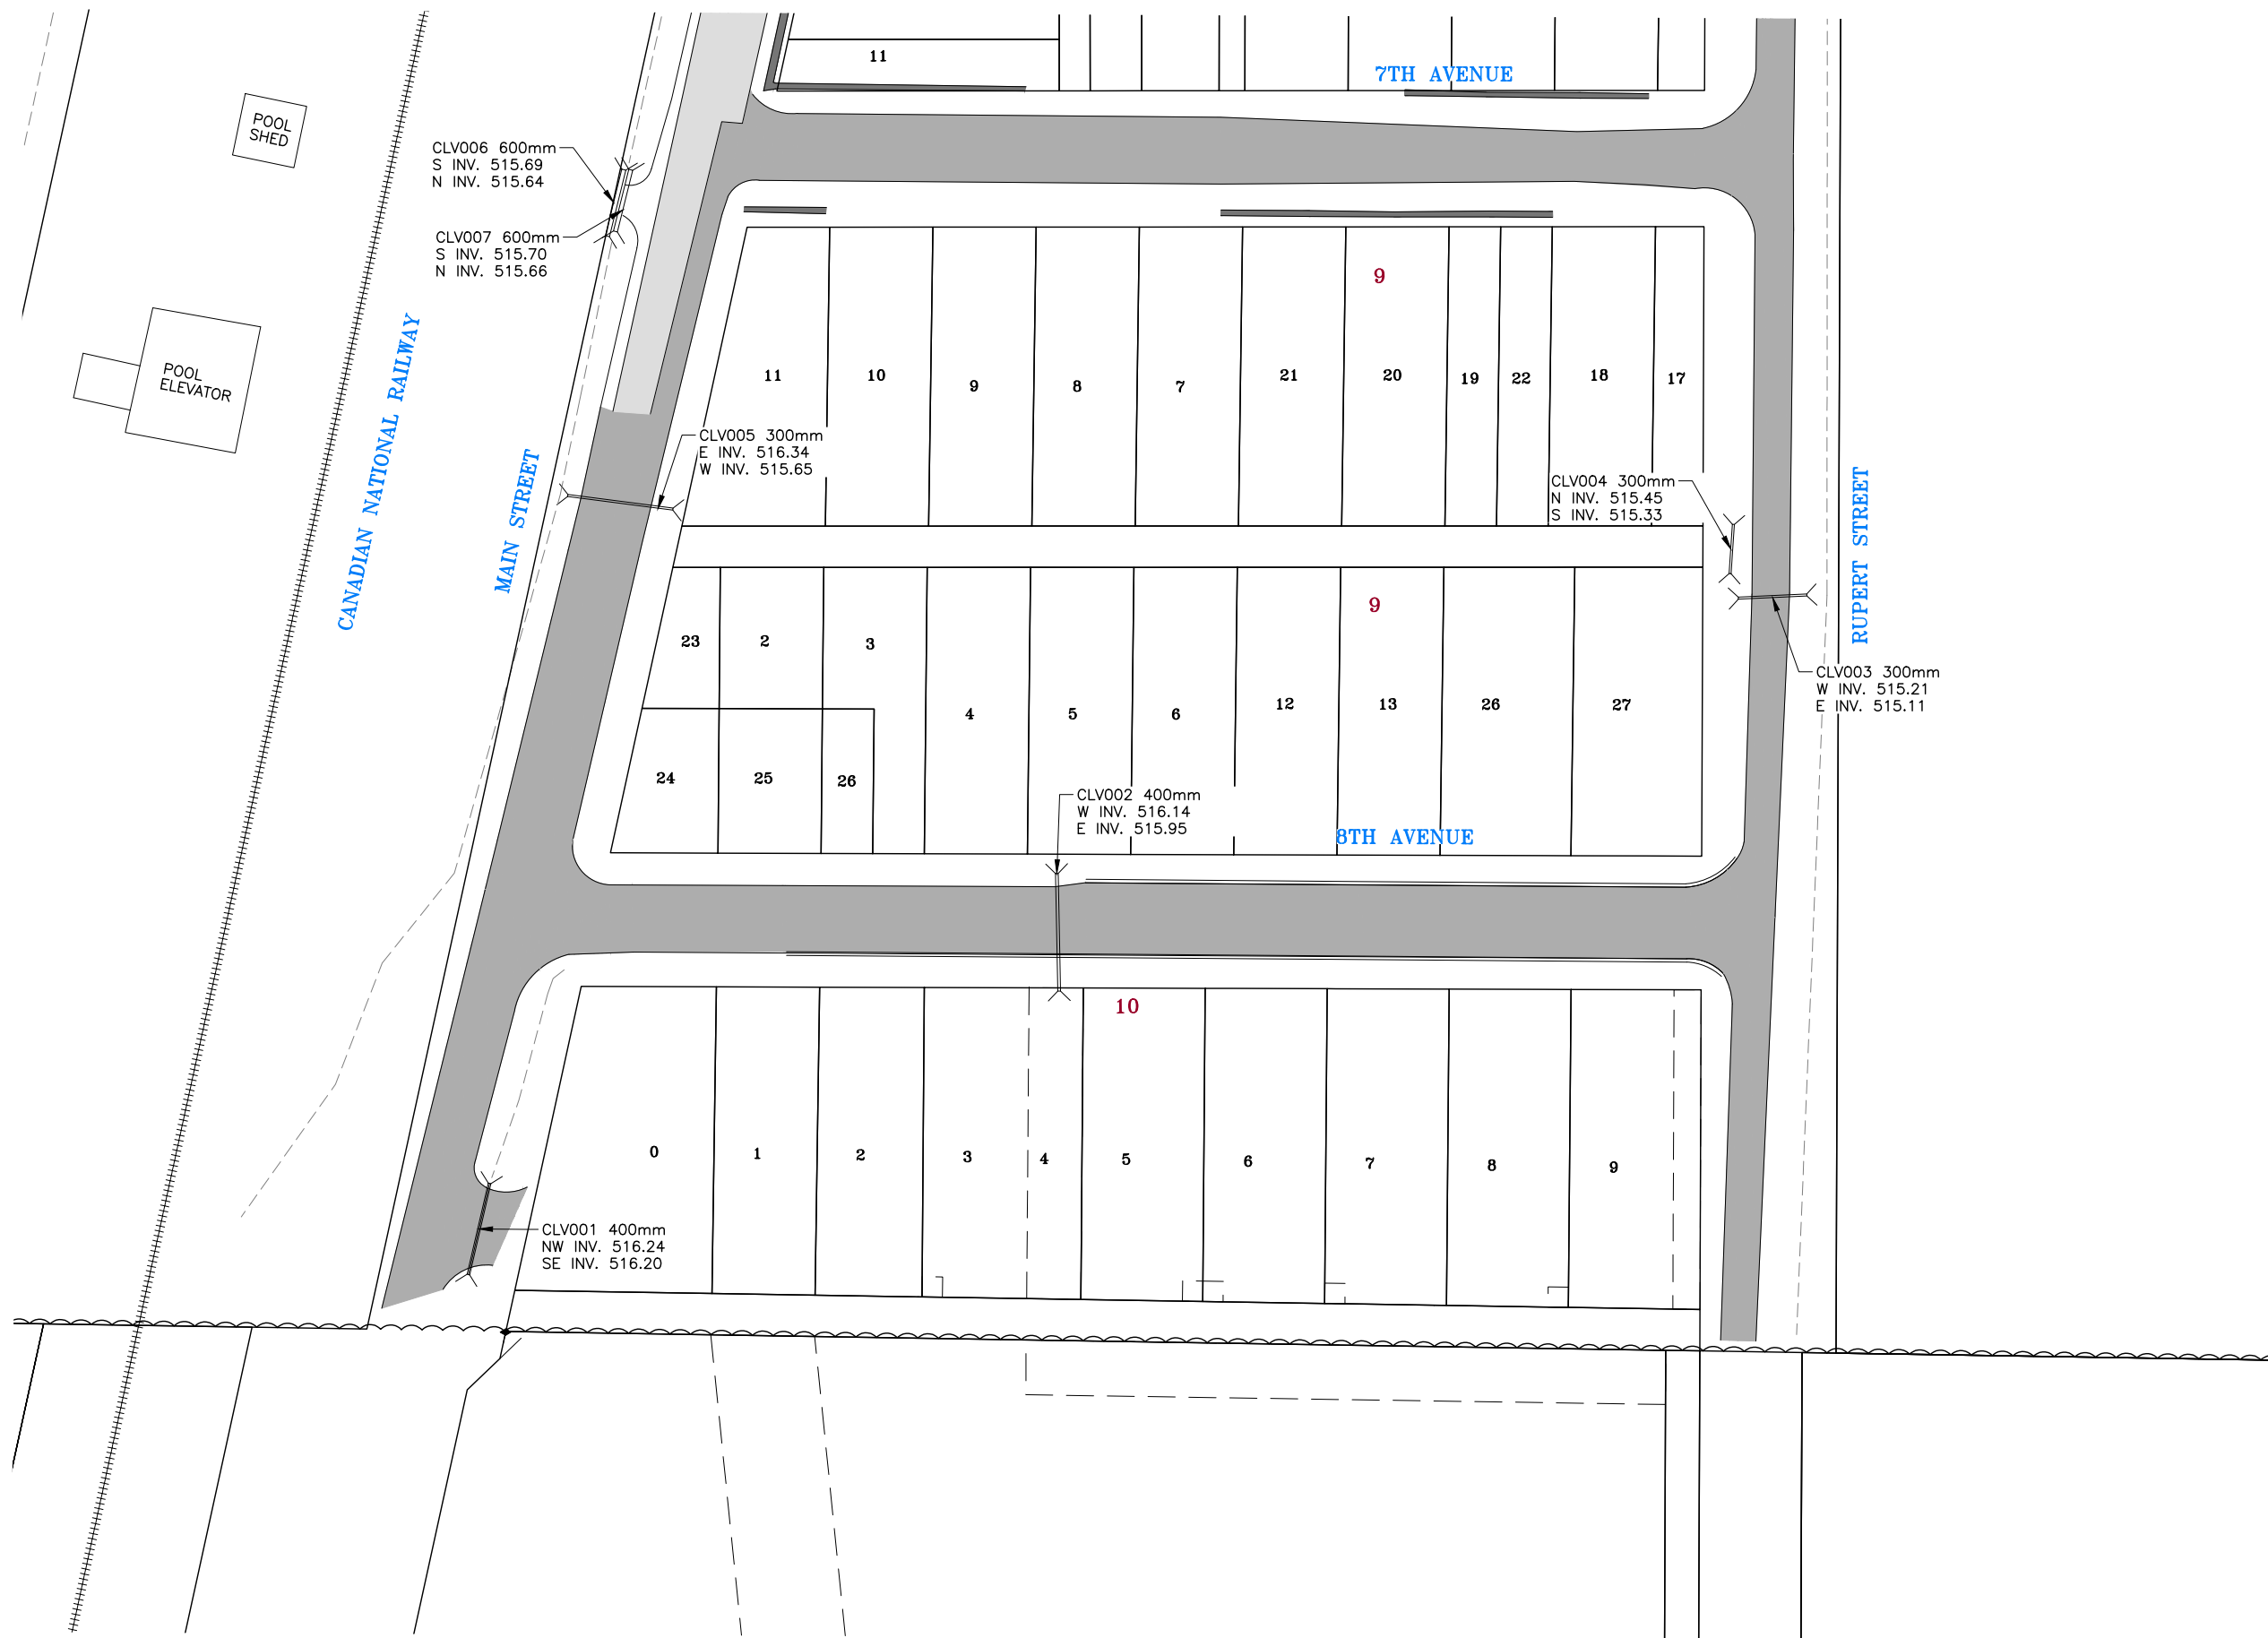 11
7TH AVENUE
POOL
SHED
CLV006 600mm
S INV. 515.69
N INV. 515.64
CLV007 600mm
S INV. 515.70
N INV. 515.66
9
POOL
ELEVATOR
CANADIAN NATIONAL RAILWAY
MAIN STREET
11
10
9
8
7
21
20
19
22
18
17
CLV005 300mm
E INV. 516.34
W INV. 515.65
CLV004 300mm
N INV. 515.45
S INV. 515.33
RUPERT STREET
9
23
2
3
4
5
6
12
13
26
27
CLV003 300mm
W INV. 515.21
E INV. 515.11
24
25
26
CLV002 400mm
W INV. 516.14
E INV. 515.95
8TH AVENUE
10
0
1
2
3
4
5
6
7
8
9
CLV001 400mm
NW INV. 516.24
SE INV. 516.20